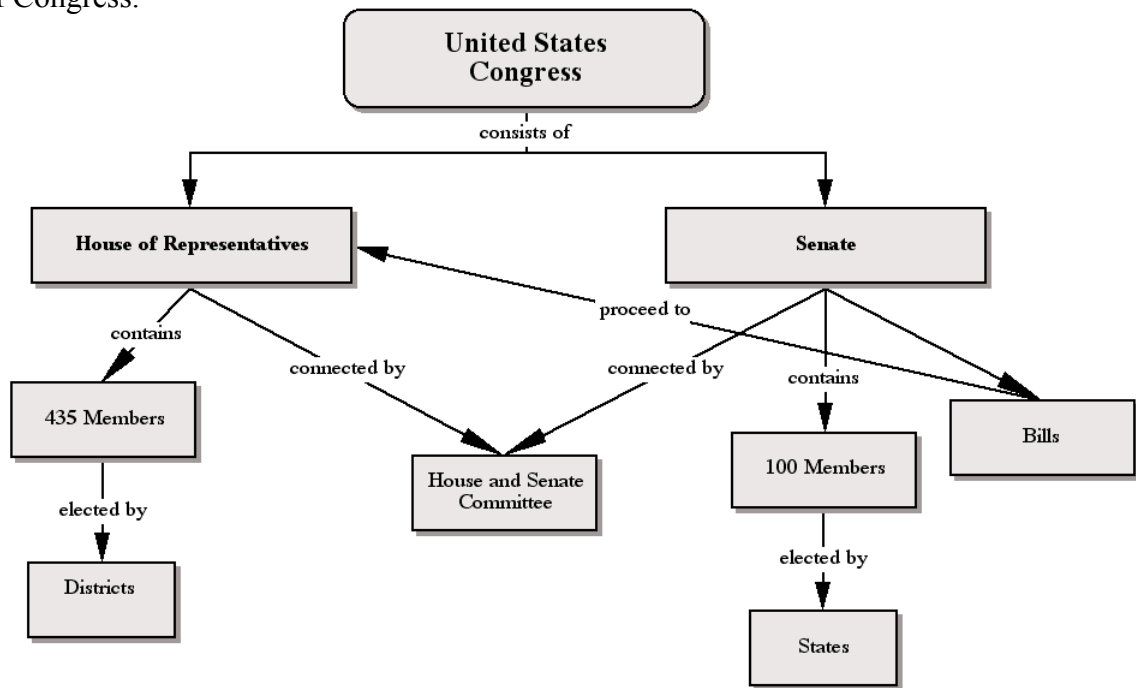 Congress.
United States
Congress
consists of
House of Representatives
Senate
proceed to
contains
connected by
connected by
contains
435 Members
Bills
House and Senate
Committee
100 Members
elected by
elected by
Districts
States